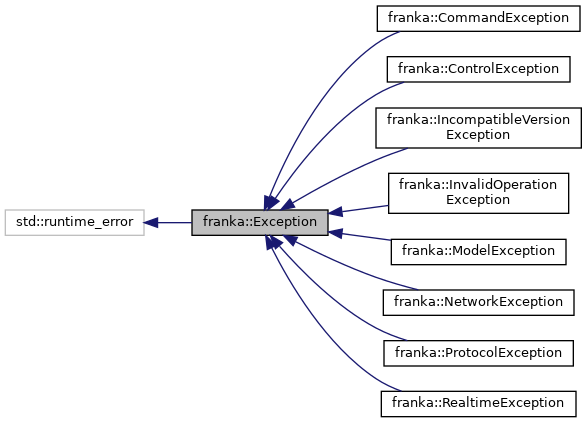 franka::CommandException
franka::ControlException
franka::IncompatibleVersion
Exception
franka::InvalidOperation
Exception
std::runtime_error
franka::Exception
franka::ModelException
franka::NetworkException
franka::ProtocolException
franka::RealtimeException